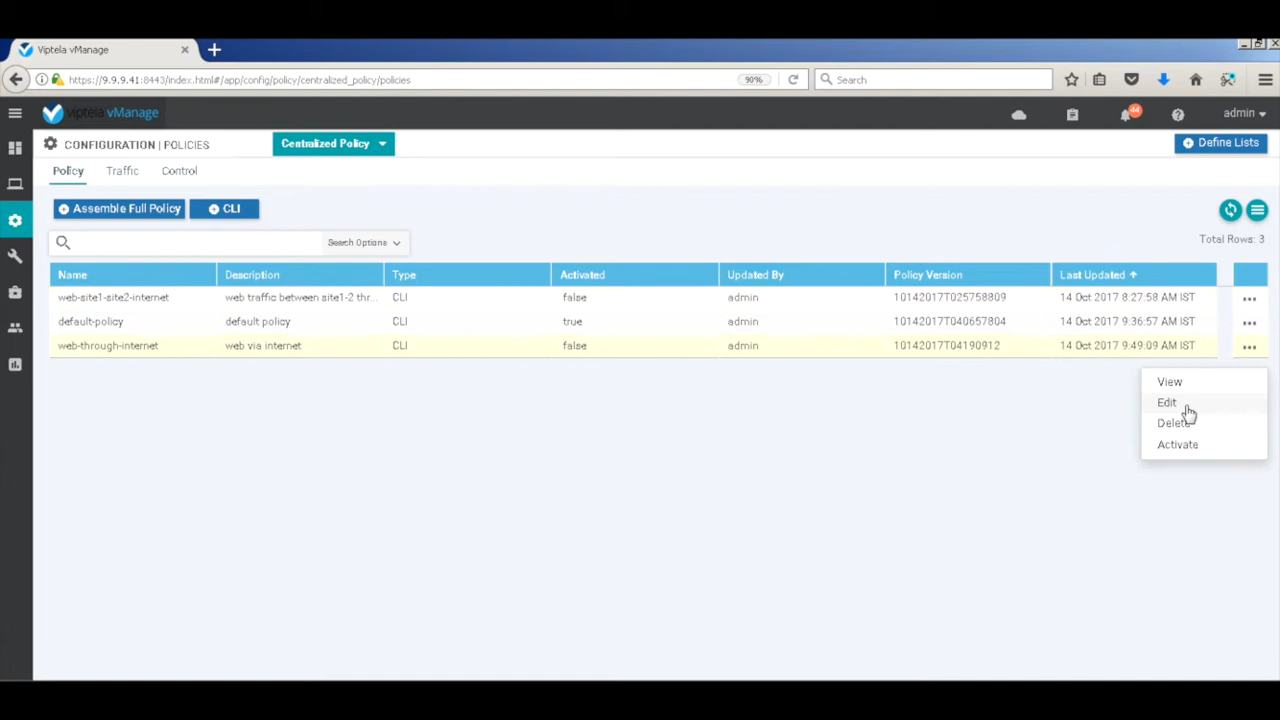 Viptela vManage
https://9.9.9.41:8443/index.html#/app/config/policy/centralized_policy/policies
90%
Search
viptela vManage
44
admin
CONFIGURATION | POLICIES
Centralized Policy
Define Lists
Policy Traffic Control
Assemble Full Policy
CLI
Search Options
Total Rows: 3
Name Description Type Activated Updated By Policy Version Last Updated
web-site1-site2-internet web traffic between site1-2 thr... CLI false admin 10142017T025758809 14 Oct 2017 8:27:58 AM IST
default-policy default policy CLI true admin 10142017T040657804 14 Oct 2017 9:36:57 AM IST
web-through-internet web via internet CLI false admin 10142017T04190912 14 Oct 2017 9:49:09 AM IST
View
Edit
Delete
Activate